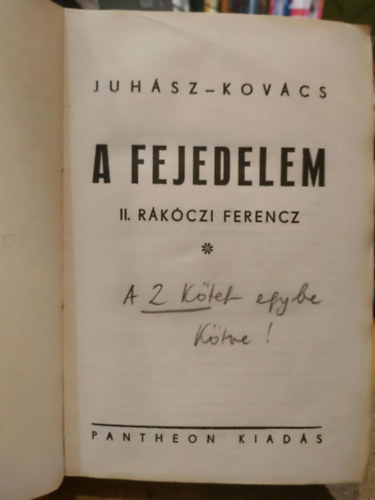 JUHÁSZ–KOVÁCS
A FEJEDELEM
II. RÁKÓCZI FERENCZ
*
A 2 Kötet egybe
Kötve!
PANTHEON KIADÁS